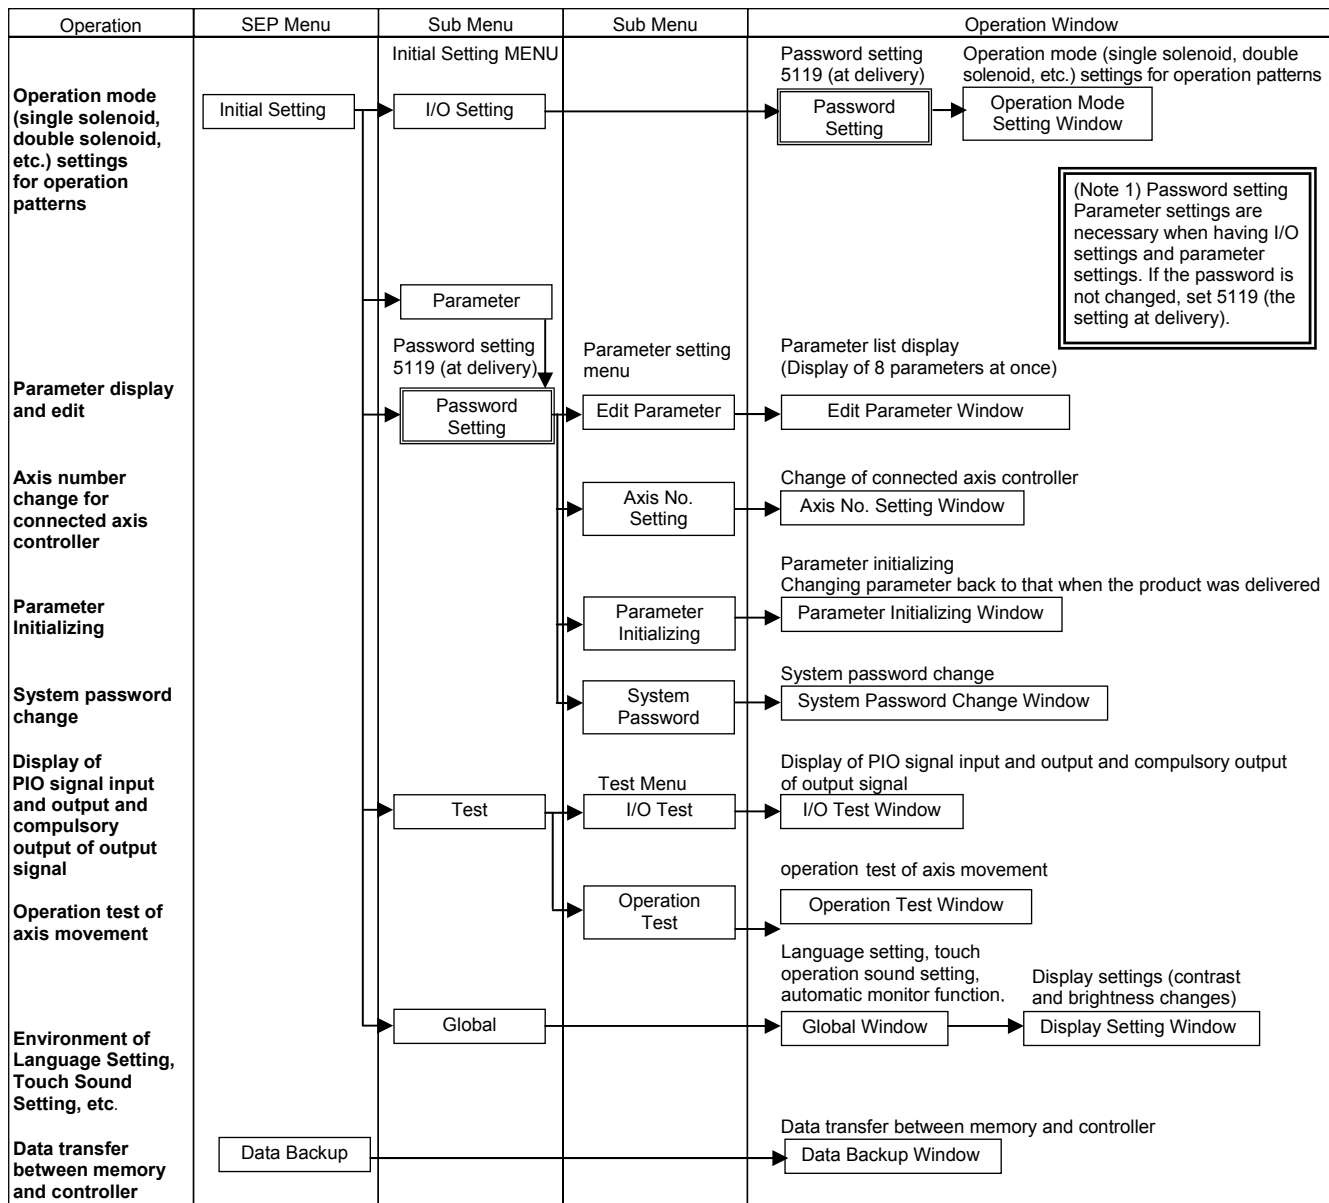 Operation
SEP Menu
Sub Menu
Sub Menu
Operation Window
Initial Setting MENU
Password setting
5119 (at delivery)
Operation mode (single solenoid, double
solenoid, etc.) settings for operation patterns
Operation mode
(single solenoid,
double solenoid,
etc.) settings
for operation
patterns
Initial Setting
I/O Setting
Password
Setting
Operation Mode
Setting Window
(Note 1) Password setting
Parameter settings are
necessary when having I/O
settings and parameter
settings. If the password is
not changed, set 5119 (the
setting at delivery).
Parameter
Password setting
5119 (at delivery)
Parameter setting
menu
Parameter list display
(Display of 8 parameters at once)
Parameter display
and edit
Password
Setting
Edit Parameter
Edit Parameter Window
Axis number
change for
connected axis
controller
Axis No.
Setting
Change of connected axis controller
Axis No. Setting Window
Parameter initializing
Changing parameter back to that when the product was delivered
Parameter
Initializing
Parameter
Initializing
Parameter Initializing Window
System password change
System password
change
System
Password
System Password Change Window
Display of
PIO signal input
and output and
compulsory
output of output
signal
Test
Test Menu
I/O Test
Display of PIO signal input and output and compulsory output
of output signal
I/O Test Window
operation test of axis movement
Operation test of
axis movement
Operation
Test
Operation Test Window
Language setting, touch
operation sound setting,
automatic monitor function,
Display settings (contrast
and brightness changes)
Environment of
Language Setting,
Touch Sound
Setting, etc.
Global
Global Window
Display Setting Window
Data transfer
between memory
and controller
Data Backup
Data transfer between memory and controller
Data Backup Window